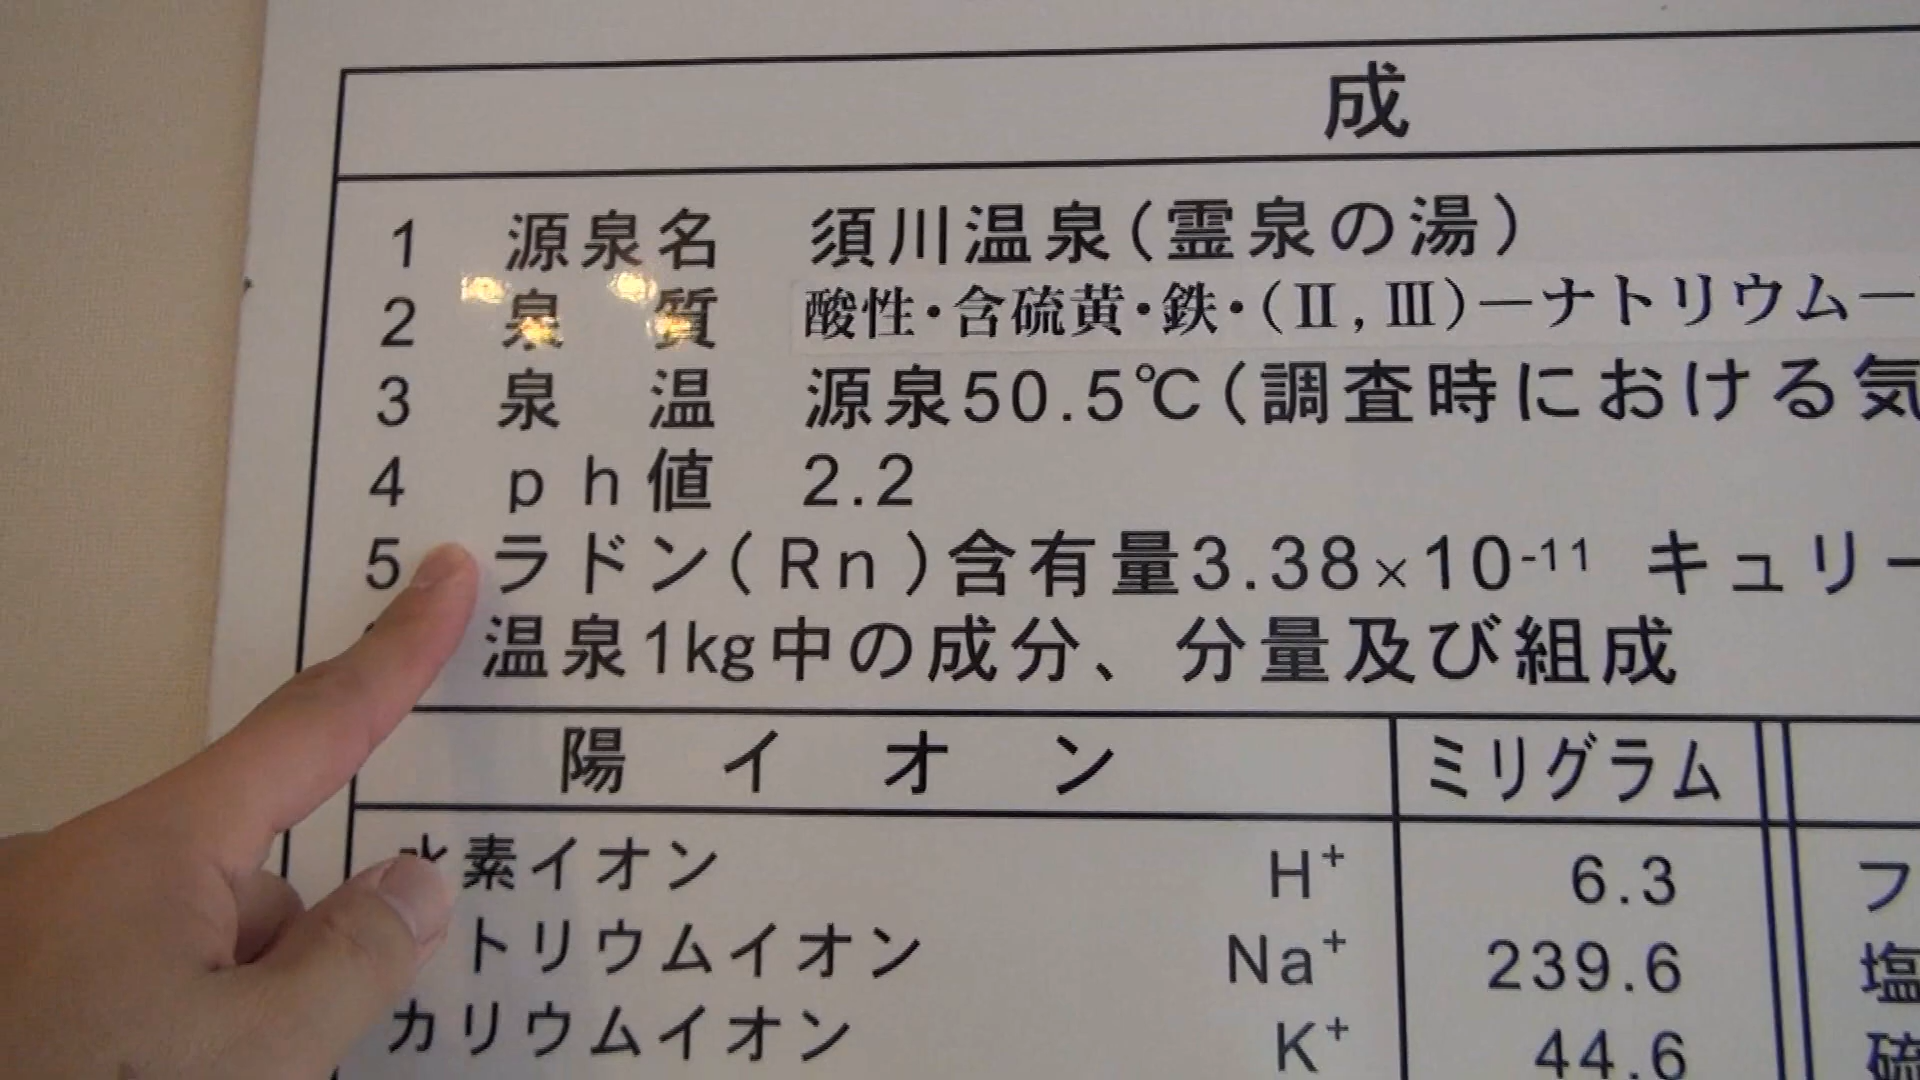 成
1 源泉名 須川温泉(霊泉の湯)
2 泉質 酸性・含硫黄・鉄・(Ⅱ,Ⅲ)－ナトリウム－
3 泉温 源泉50.5℃(調査時における気
4 ph値 2.2
5 ラドン(Rn)含有量3.38×10⁻¹¹ キュリー
温泉1kg中の成分、分量及び組成
陽イオン ミリグラム
水素イオン H⁺ 6.3 フ
トリウムイオン Na⁺ 239.6 塩
カリウムイオン K⁺ 44.6 硫